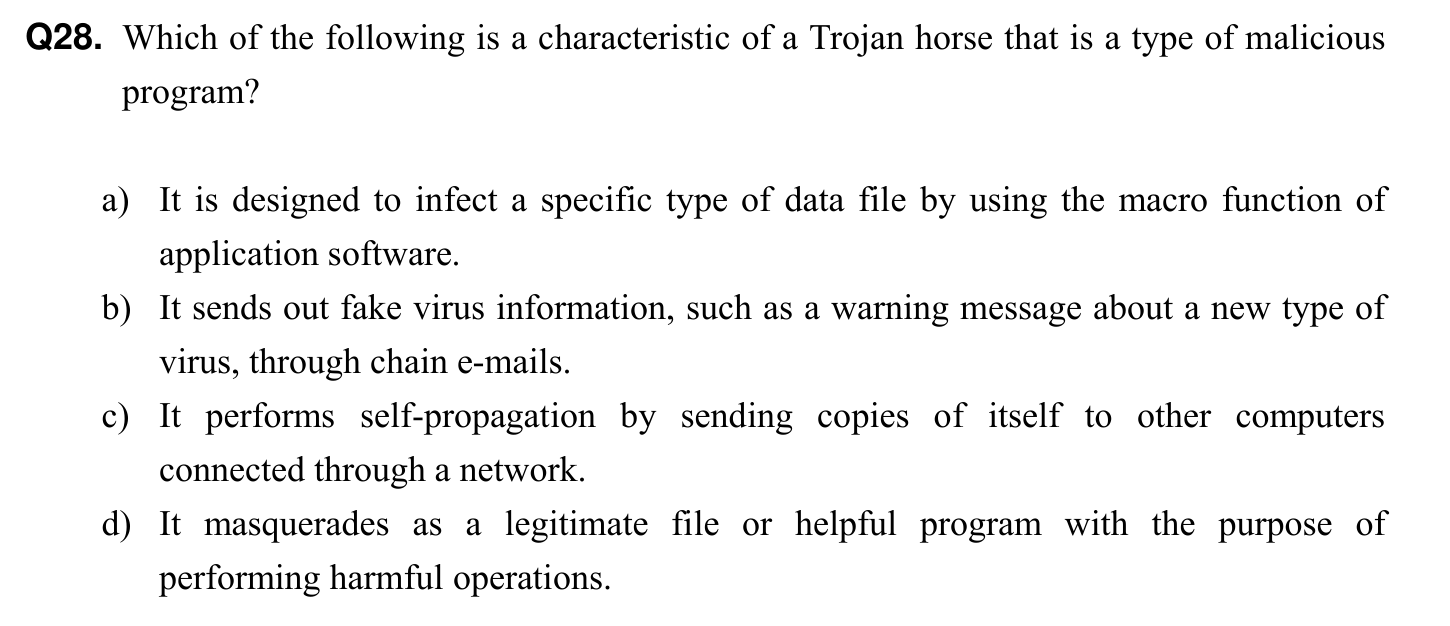 Q28. Which of the following is a characteristic of a Trojan horse that is a type of malicious
program?
a) It is designed to infect a specific type of data file by using the macro function of
application software.
b) It sends out fake virus information, such as a warning message about a new type of
virus, through chain e-mails.
c) It performs self-propagation by sending copies of itself to other computers
connected through a network.
d) It masquerades as a legitimate file or helpful program with the purpose of
performing harmful operations.